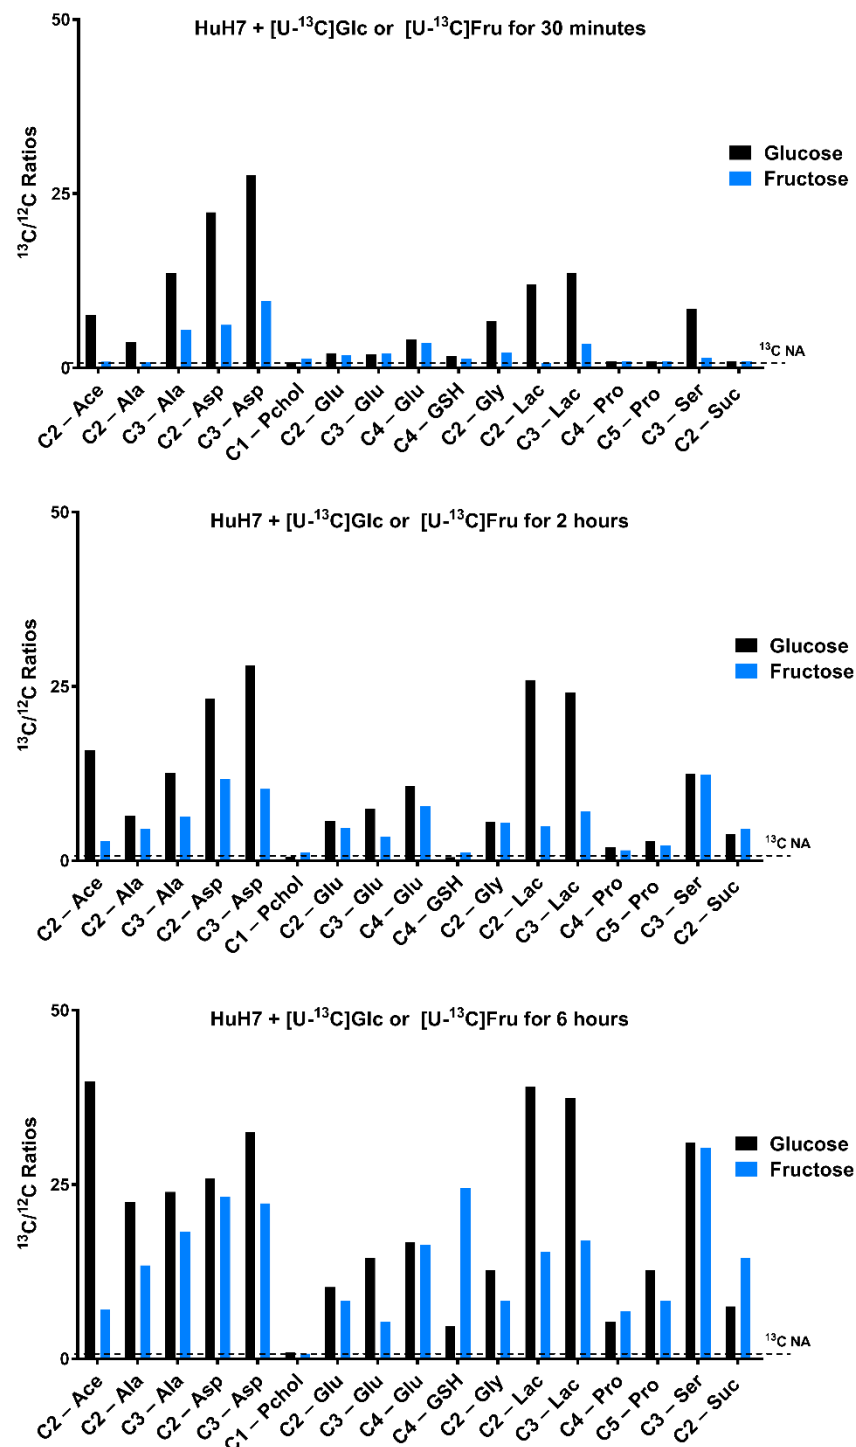 HuH7 + [U-¹³C]Glc or [U-¹³C]Fru for 30 minutes
50
25
0
¹³C/¹²C Ratios
Glucose
Fructose
¹³C NA
C2 – Ace
C2 – Ala
C3 – Ala
C2 – Asp
C3 – Asp
C1 – Pchol
C2 – Glu
C3 – Glu
C4 – Glu
C4 – GSH
C2 – Gly
C2 – Lac
C3 – Lac
C4 – Pro
C5 – Pro
C3 – Ser
C2 – Suc
HuH7 + [U-¹³C]Glc or [U-¹³C]Fru for 2 hours
50
25
0
¹³C/¹²C Ratios
Glucose
Fructose
¹³C NA
C2 – Ace
C2 – Ala
C3 – Ala
C2 – Asp
C3 – Asp
C1 – Pchol
C2 – Glu
C3 – Glu
C4 – Glu
C4 – GSH
C2 – Gly
C2 – Lac
C3 – Lac
C4 – Pro
C5 – Pro
C3 – Ser
C2 – Suc
HuH7 + [U-¹³C]Glc or [U-¹³C]Fru for 6 hours
50
25
0
¹³C/¹²C Ratios
Glucose
Fructose
¹³C NA
C2 – Ace
C2 – Ala
C3 – Ala
C2 – Asp
C3 – Asp
C1 – Pchol
C2 – Glu
C3 – Glu
C4 – Glu
C4 – GSH
C2 – Gly
C2 – Lac
C3 – Lac
C4 – Pro
C5 – Pro
C3 – Ser
C2 – Suc